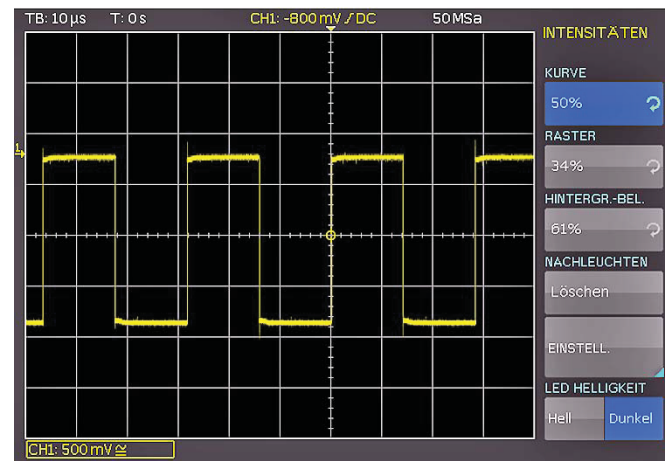 TB: 10 µs T: 0 s CH1: -800 mV ⎍ DC 50 MSa
INTENSITÄTEN
KURVE
50%
RASTER
34%
HINTERGR.-BEL.
61%
NACHLEUCHTEN
Löschen
EINSTELL.
LED HELLIGKEIT
Hell Dunkel
1
CH1: 500 mV ≅